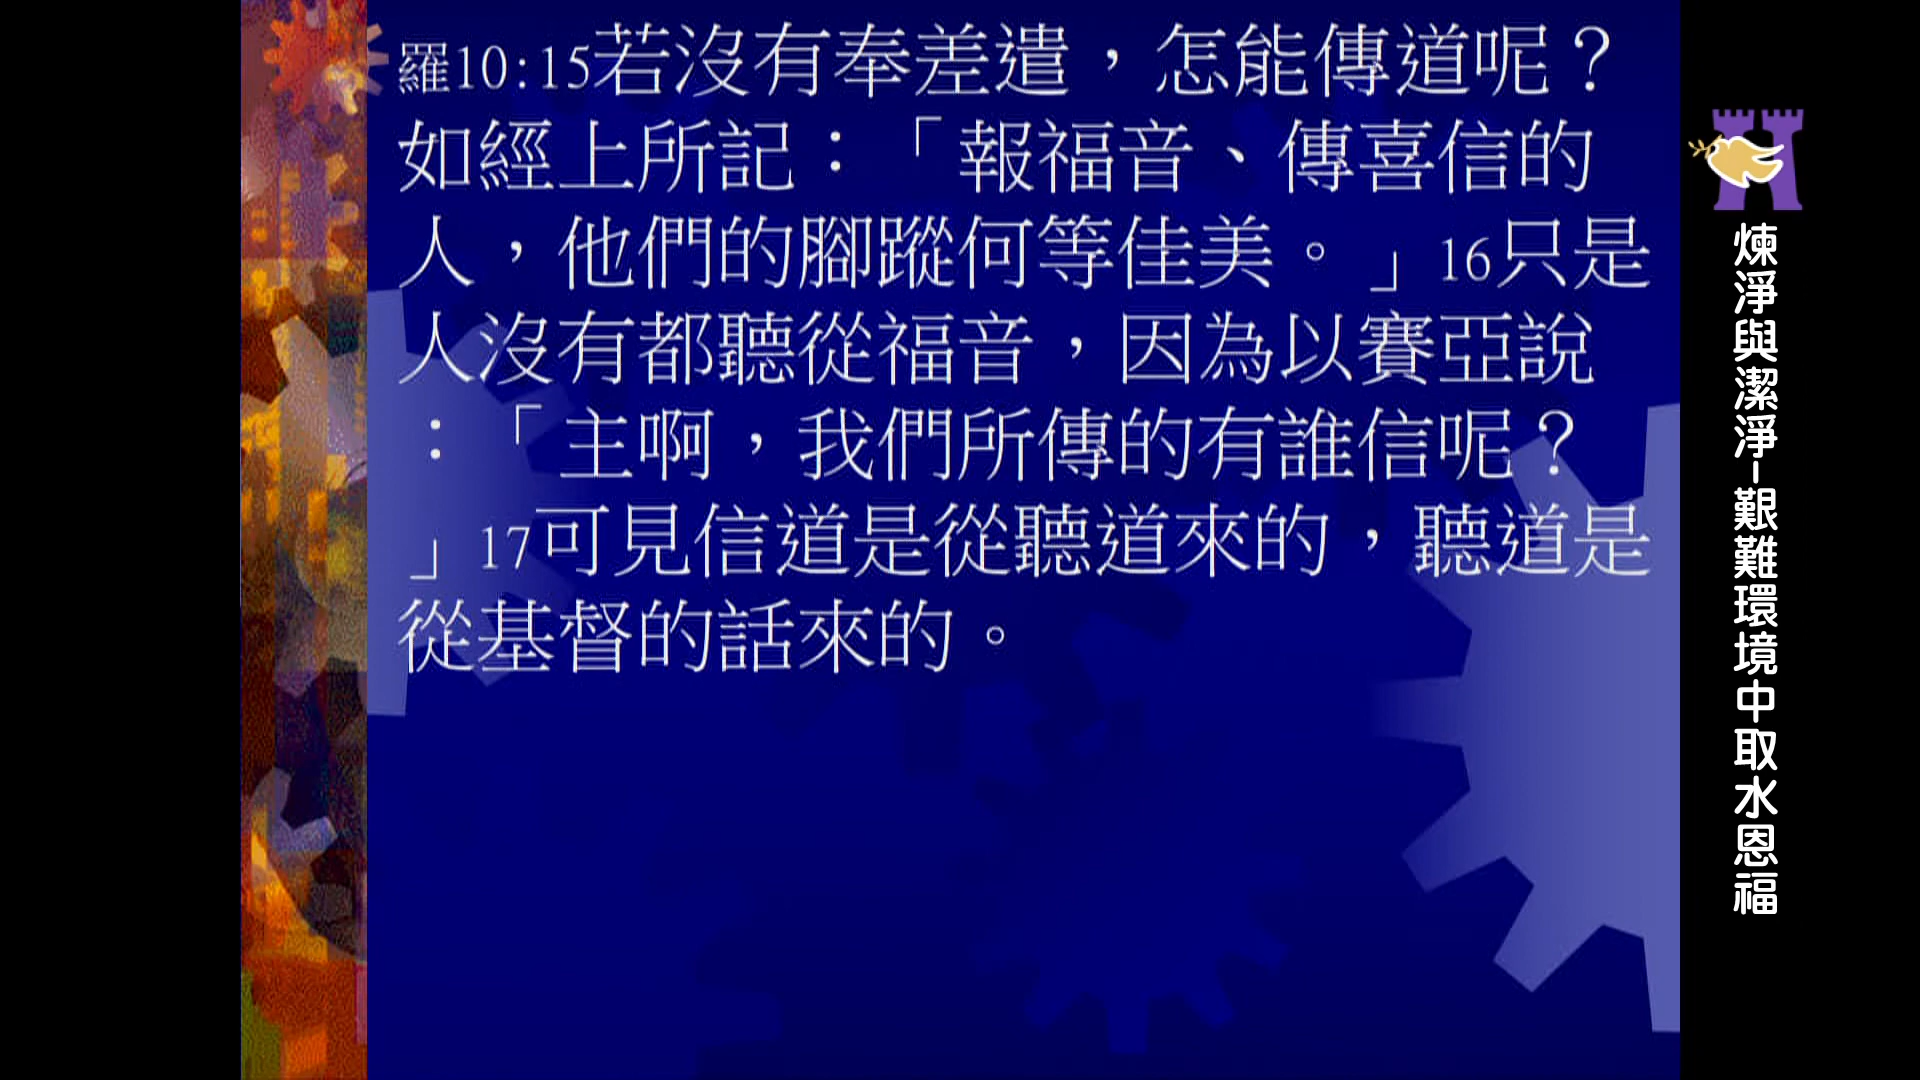 羅10:15若沒有奉差遣，怎能傳道呢？
如經上所記：「報福音、傳喜信的
人，他們的腳蹤何等佳美。」16只是
人沒有都聽從福音，因為以賽亞說
：「主啊，我們所傳的有誰信呢？
」17可見信道是從聽道來的，聽道是
從基督的話來的。
煉淨與潔淨-艱難環境中取水恩福